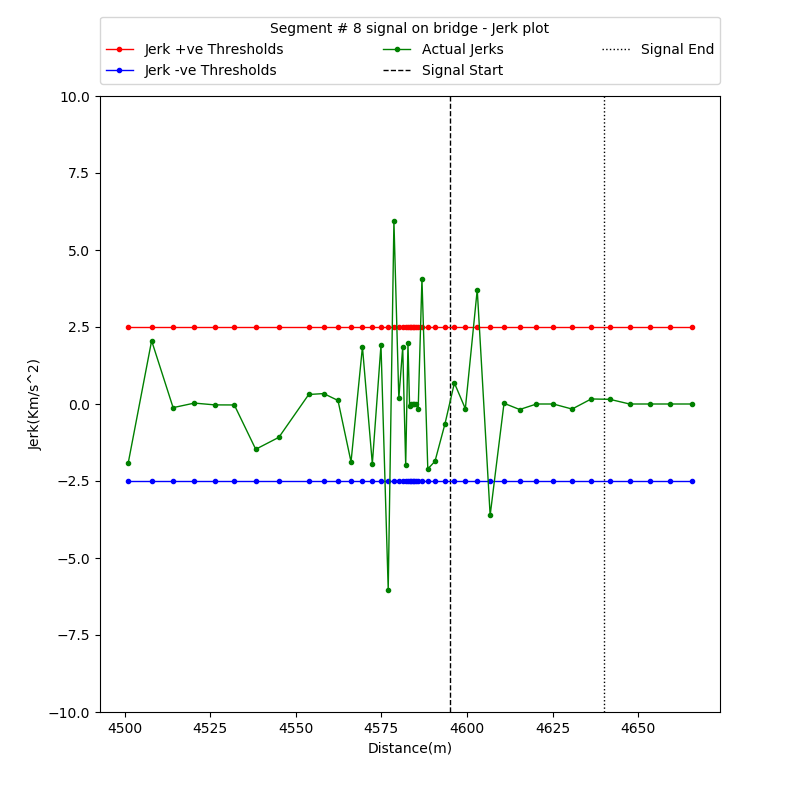 Segment # 8 signal on bridge - Jerk plot
Jerk +ve Thresholds Actual Jerks Signal End
Jerk -ve Thresholds Signal Start
10.0
7.5
5.0
2.5
0.0
−2.5
−5.0
−7.5
−10.0
Jerk(Km/s^2)
4500 4525 4550 4575 4600 4625 4650
Distance(m)